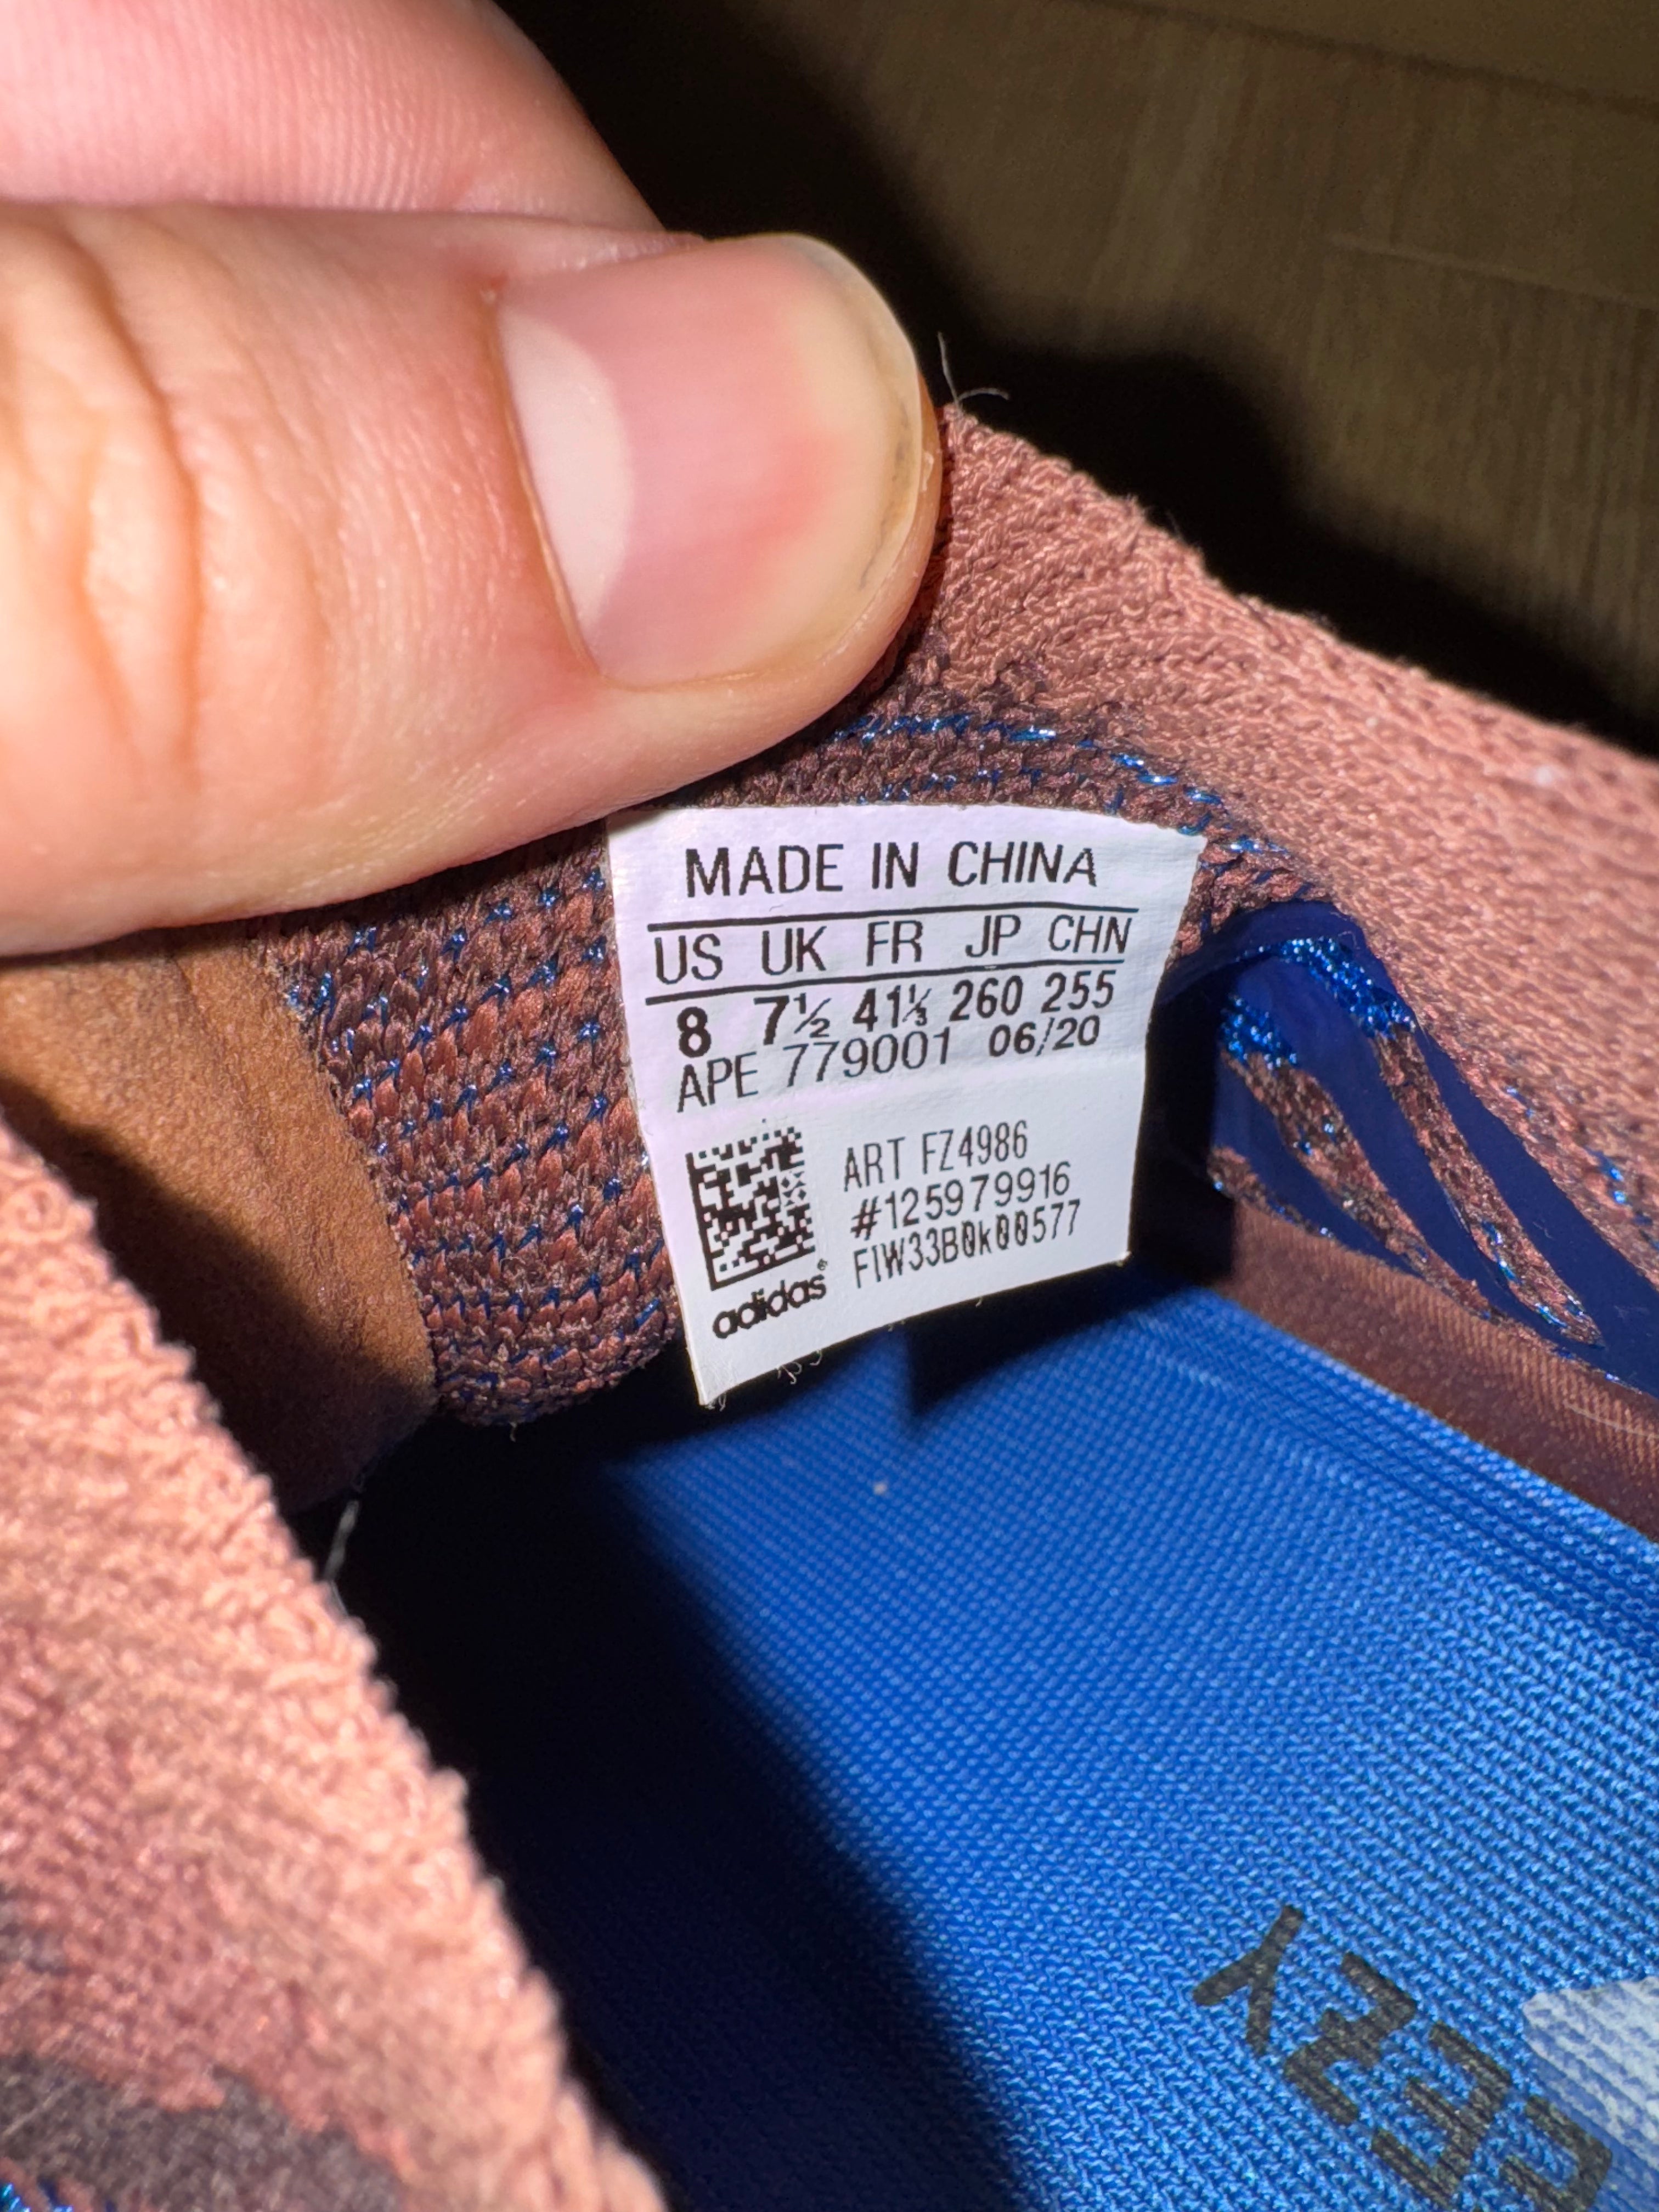 MADE IN CHINA
US UK FR JP CHN
8 7½ 41⅓ 260 255
APE 779001 06/20
ART FZ4986
#125979916
FIW33B0k00577
adidas®
YEEZY